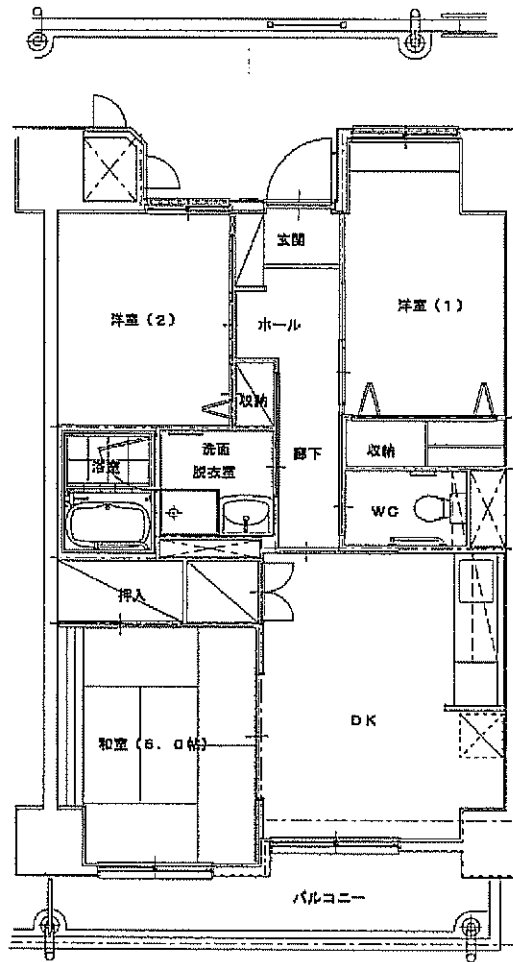 玄関
洋室(2)
ホール
洋室(1)
収納
浴室
洗面
脱衣室
廊下
収納
WC
押入
DK
和室(6.0帖)
バルコニー